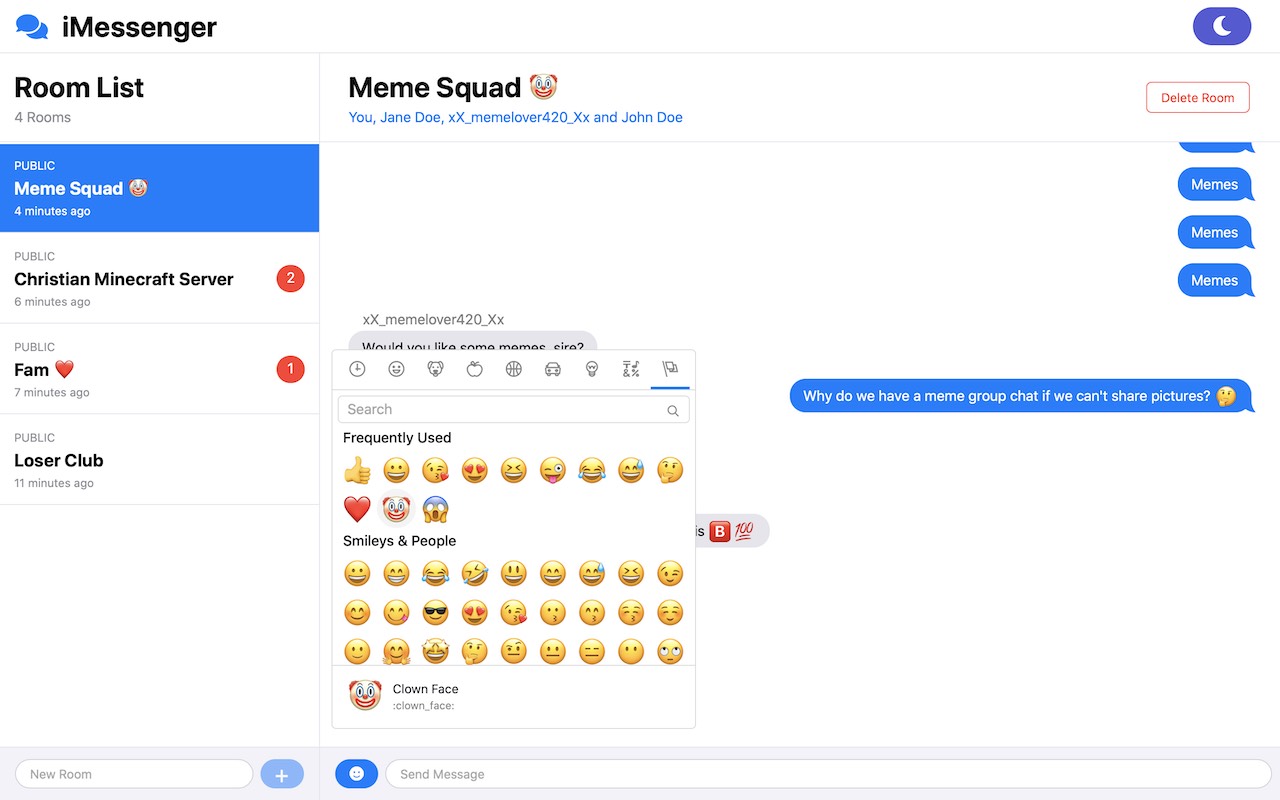 iMessenger
Room List
4 Rooms
PUBLIC
Meme Squad 🤡
4 minutes ago
PUBLIC
Christian Minecraft Server
2
6 minutes ago
PUBLIC
Fam ❤️
1
7 minutes ago
PUBLIC
Loser Club
11 minutes ago
New Room
+
Meme Squad 🤡
You, Jane Doe, xX_memelover420_Xx and John Doe
Delete Room
Memes
Memes
Memes
xX_memelover420_Xx
Would you like some memes, sire?
Why do we have a meme group chat if we can't share pictures? 🤔
is 🅱️ 💯
Search
Frequently Used
Smileys & People
Clown Face
:clown_face:
Send Message